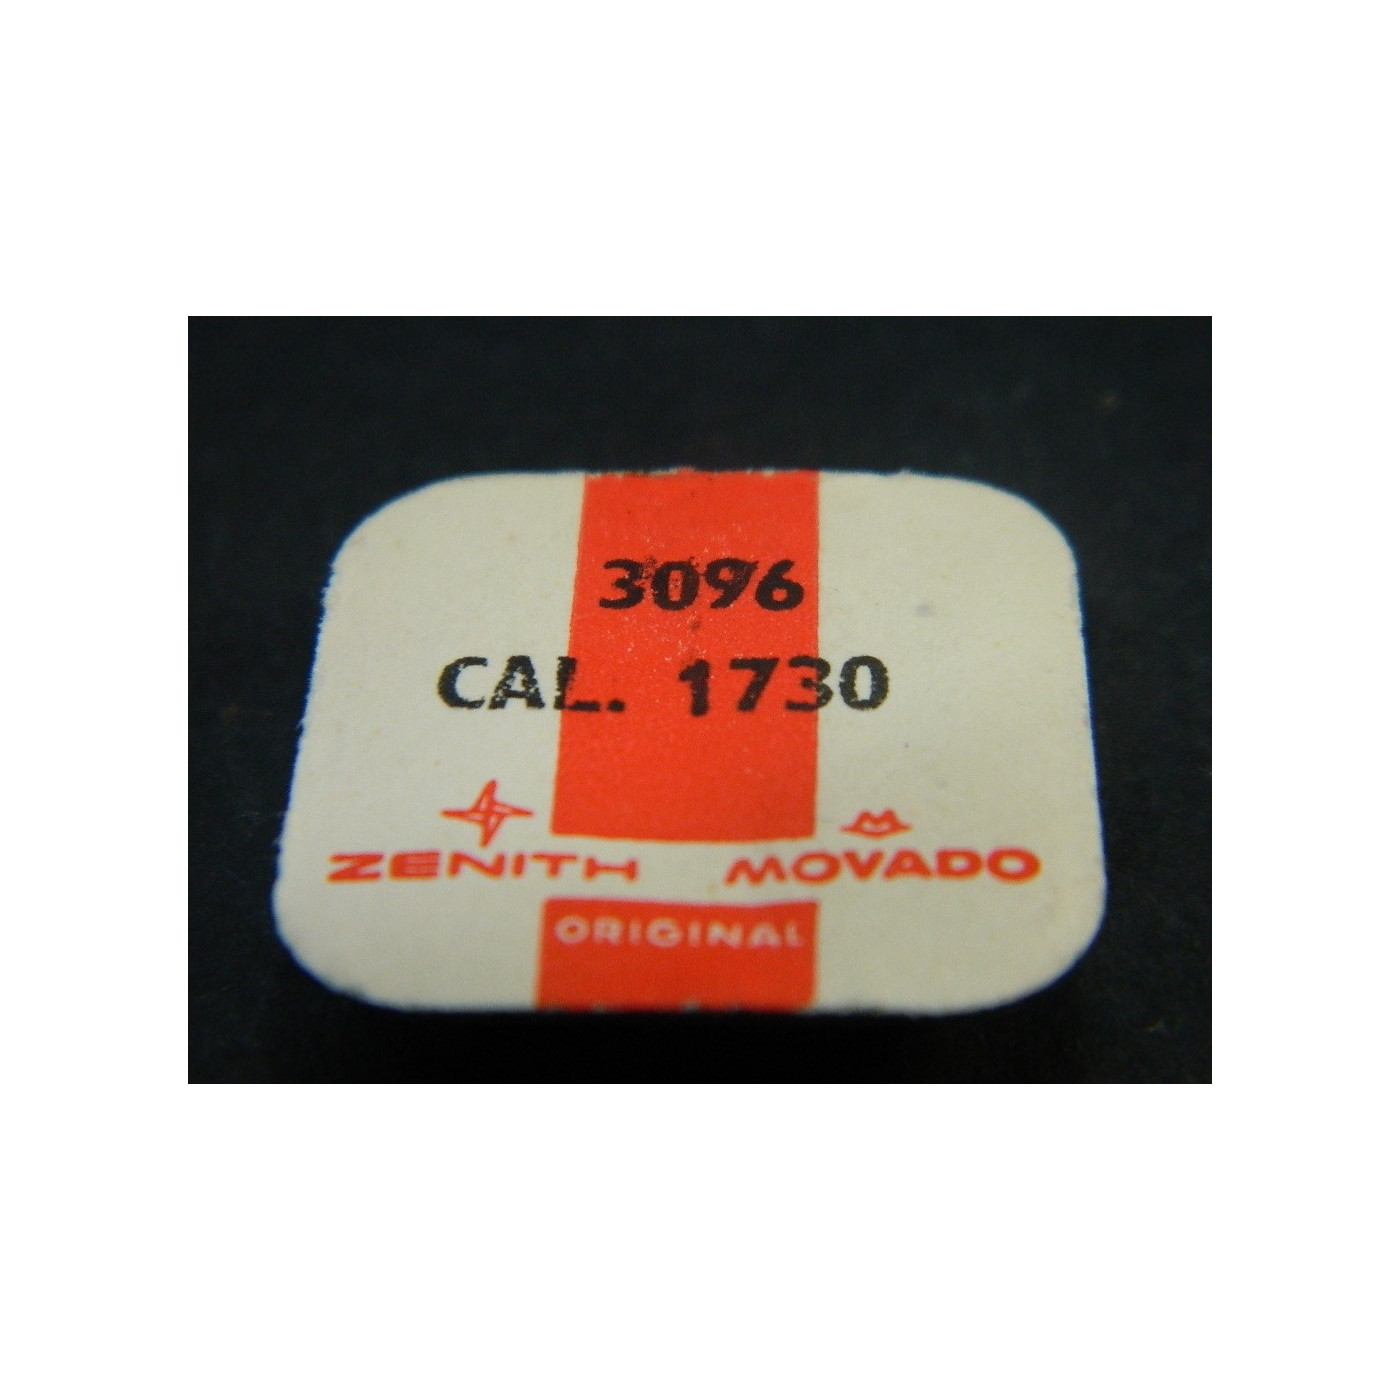 3096
CAL. 1730
ZENITH MOVADO
ORIGINAL